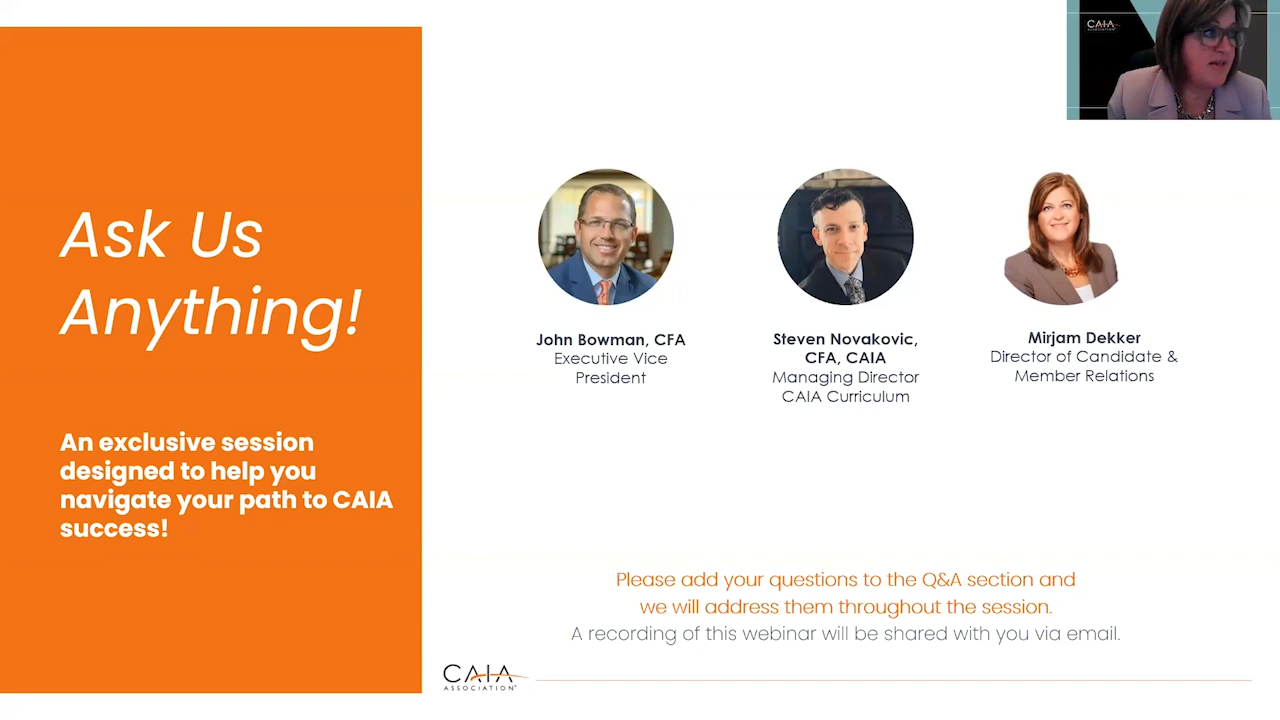 Ask Us
Anything!
An exclusive session
designed to help you
navigate your path to CAIA
success!
CAIA
ASSOCIATION
John Bowman, CFA
Executive Vice
President
Steven Novakovic,
CFA, CAIA
Managing Director
CAIA Curriculum
Mirjam Dekker
Director of Candidate &
Member Relations
Please add your questions to the Q&A section and
we will address them throughout the session.
A recording of this webinar will be shared with you via email.
CAIA
ASSOCIATION®